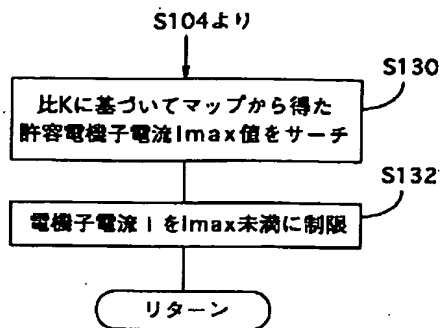 S104より
S130
比Kに基づいてマップから得た
許容電機子電流Imax値をサーチ
S132
電機子電流IをImax未満に制限
リターン